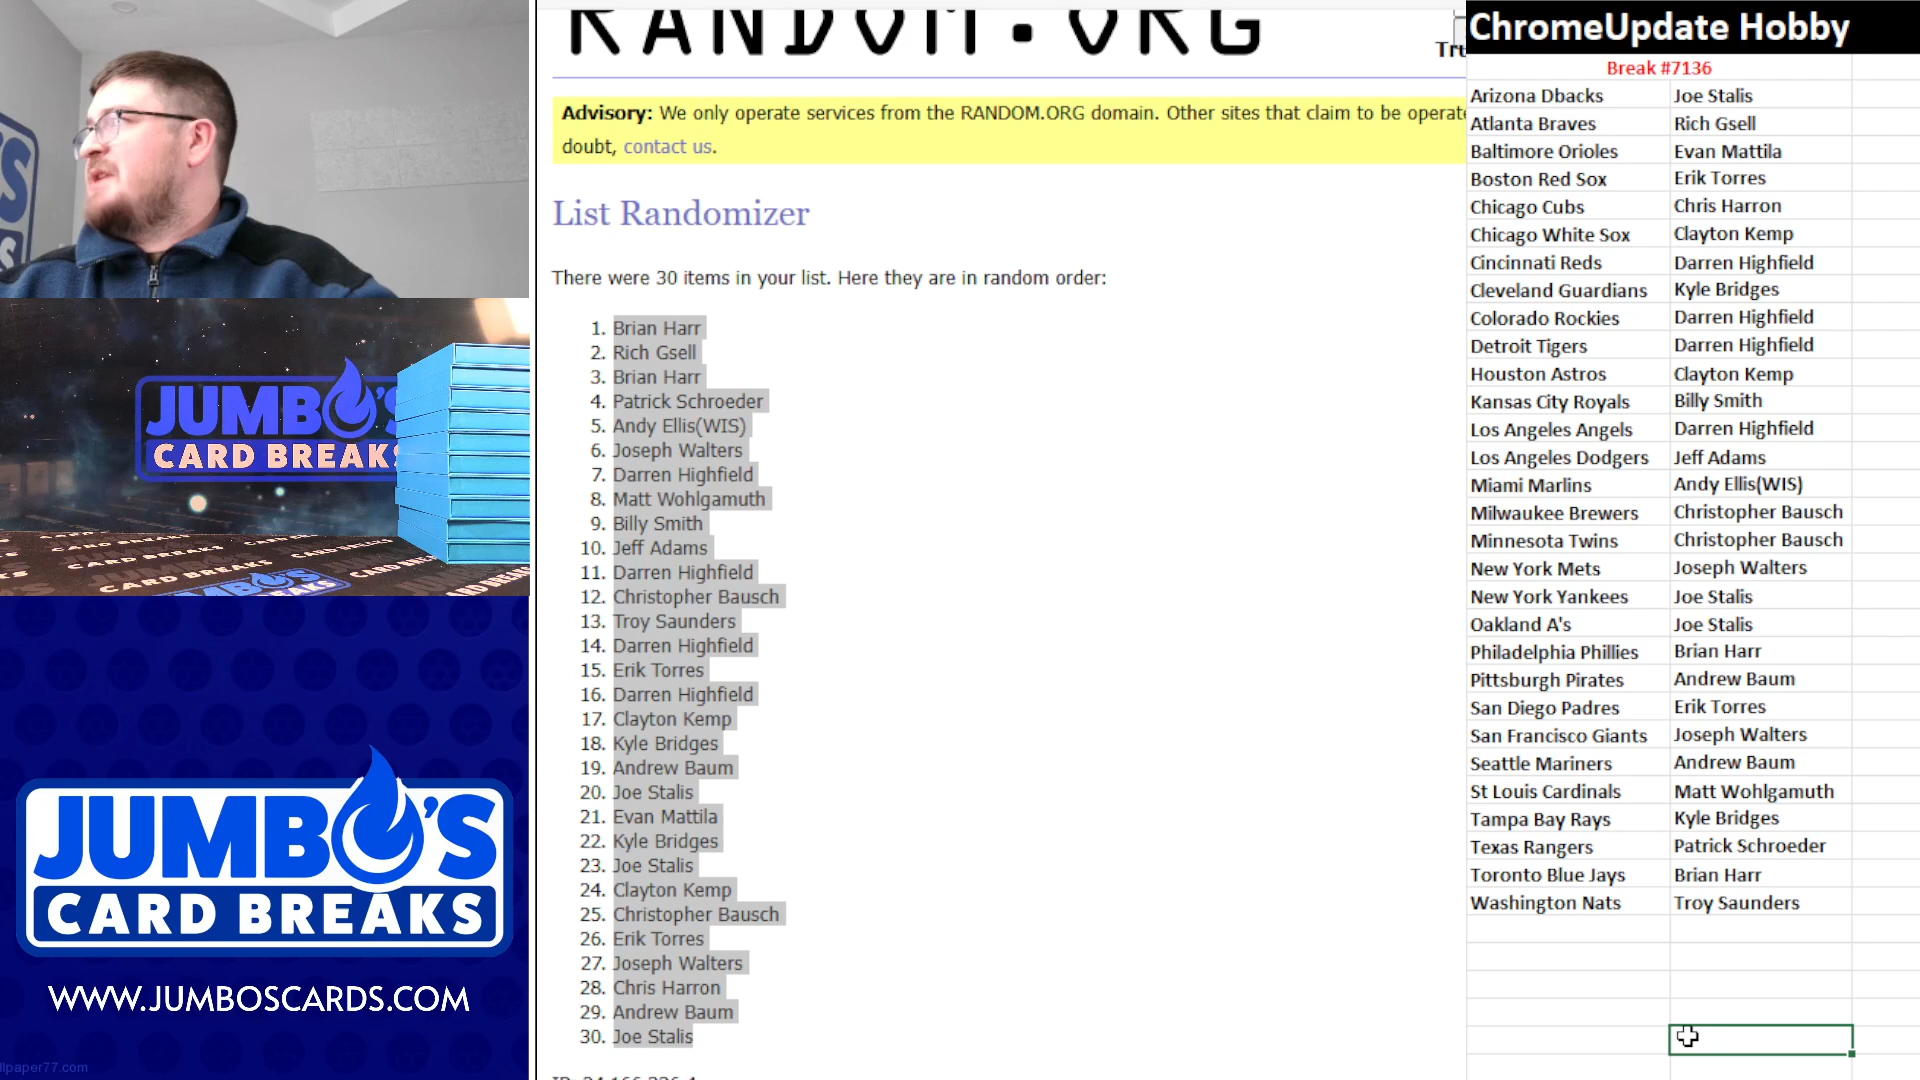 RANDOM.ORG
ChromeUpdate Hobby
Break #7136
Advisory: We only operate services from the RANDOM.ORG domain. Other sites that claim to be
doubt, contact us.
List Randomizer
There were 30 items in your list. Here they are in random order:
1. Brian Harr
2. Rich Gsell
3. Brian Harr
4. Patrick Schroeder
5. Andy Ellis(WIS)
6. Joseph Walters
7. Darren Highfield
8. Matt Wohlgamuth
9. Billy Smith
10. Jeff Adams
11. Darren Highfield
12. Christopher Bausch
13. Troy Saunders
14. Darren Highfield
15. Erik Torres
16. Darren Highfield
17. Clayton Kemp
18. Kyle Bridges
19. Andrew Baum
20. Joe Stalis
21. Evan Mattila
22. Kyle Bridges
23. Joe Stalis
24. Clayton Kemp
25. Christopher Bausch
26. Erik Torres
27. Joseph Walters
28. Chris Harron
29. Andrew Baum
30. Joe Stalis
Arizona Dbacks Joe Stalis
Atlanta Braves Rich Gsell
Baltimore Orioles Evan Mattila
Boston Red Sox Erik Torres
Chicago Cubs Chris Harron
Chicago White Sox Clayton Kemp
Cincinnati Reds Darren Highfield
Cleveland Guardians Kyle Bridges
Colorado Rockies Darren Highfield
Detroit Tigers Darren Highfield
Houston Astros Clayton Kemp
Kansas City Royals Billy Smith
Los Angeles Angels Darren Highfield
Los Angeles Dodgers Jeff Adams
Miami Marlins Andy Ellis(WIS)
Milwaukee Brewers Christopher Bausch
Minnesota Twins Christopher Bausch
New York Mets Joseph Walters
New York Yankees Joe Stalis
Oakland A's Joe Stalis
Philadelphia Phillies Brian Harr
Pittsburgh Pirates Andrew Baum
San Diego Padres Erik Torres
San Francisco Giants Joseph Walters
Seattle Mariners Andrew Baum
St Louis Cardinals Matt Wohlgamuth
Tampa Bay Rays Kyle Bridges
Texas Rangers Patrick Schroeder
Toronto Blue Jays Brian Harr
Washington Nats Troy Saunders
JUMBO'S
CARD BREAKS
JUMBO'S
CARD BREAKS
WWW.JUMBOSCARDS.COM
llpaper77.com